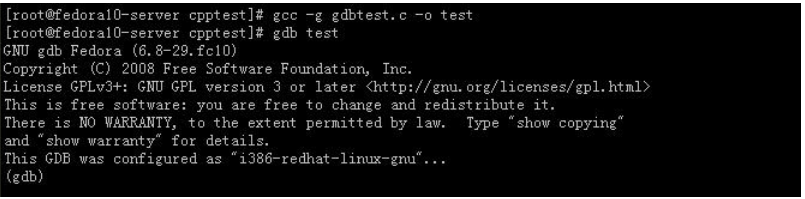 [root@fedora10-server cpptest]# gcc -g gdbtest.c -o test
[root@fedora10-server cpptest]# gdb test
GNU gdb Fedora (6.8-29.fc10)
Copyright (C) 2008 Free Software Foundation, Inc.
License GPLv3+: GNU GPL version 3 or later <http://gnu.org/licenses/gpl.html>
This is free software: you are free to change and redistribute it.
There is NO WARRANTY, to the extent permitted by law.  Type "show copying"
and "show warranty" for details.
This GDB was configured as "i386-redhat-linux-gnu"...
(gdb)